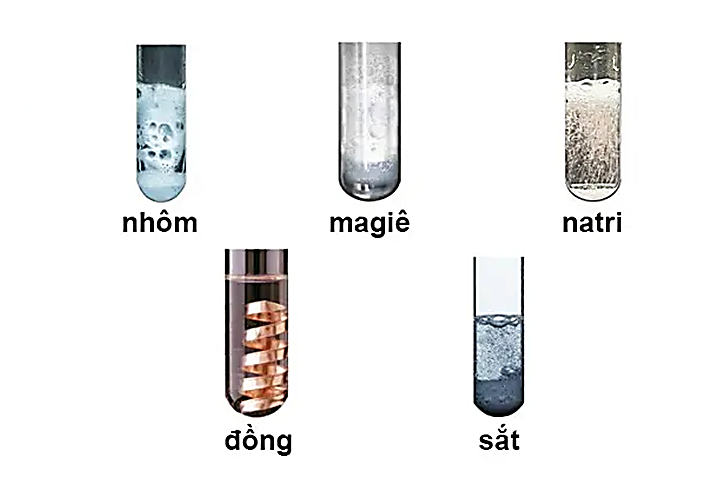 nhôm
magiê
natri
đồng
sắt